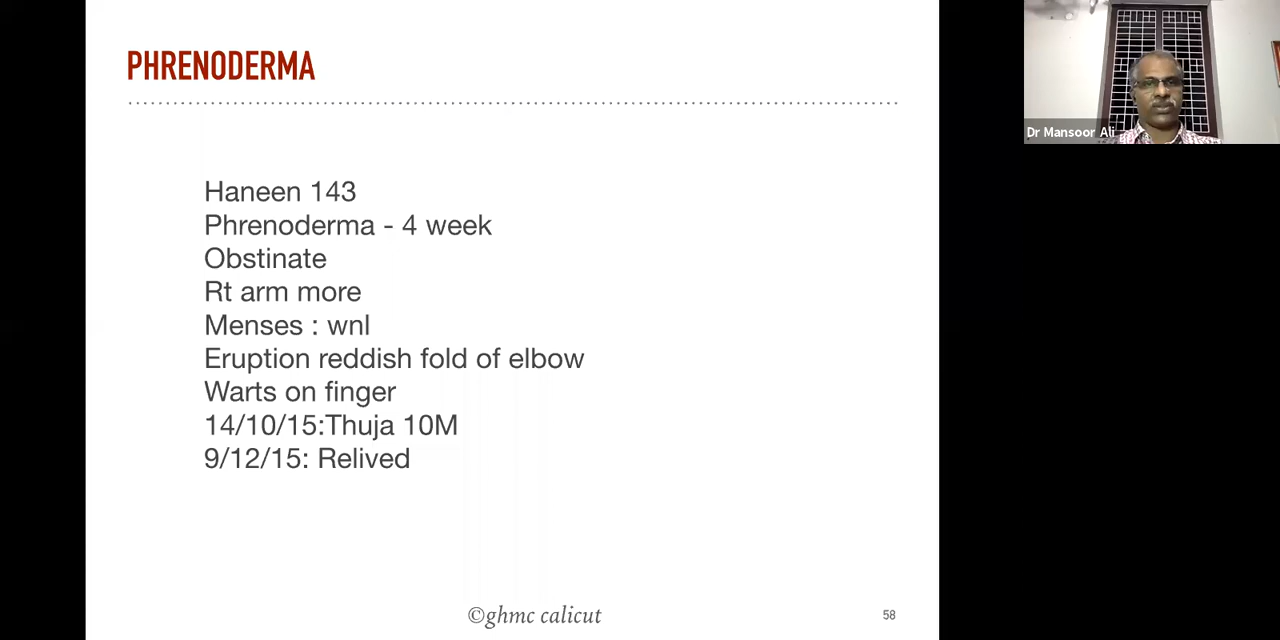 PHRENODERMA
Haneen 143
Phrenoderma - 4 week
Obstinate
Rt arm more
Menses : wnl
Eruption reddish fold of elbow
Warts on finger
14/10/15:Thuja 10M
9/12/15: Relived
©ghmc calicut
58
Dr Mansoor Ali